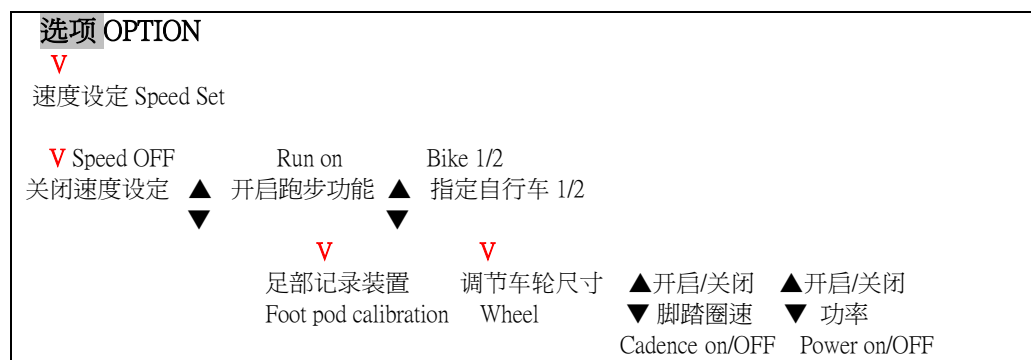 选项 OPTION
V
速度设定 Speed Set
V Speed OFF Run on Bike 1/2
关闭速度设定 ▲ 开启跑步功能 ▲ 指定自行车 1/2
▼ ▼
V V
足部记录装置 调节车轮尺寸 ▲开启/关闭 ▲开启/关闭
Foot pod calibration Wheel ▼ 脚踏圈速 ▼ 功率
Cadence on/OFF Power on/OFF